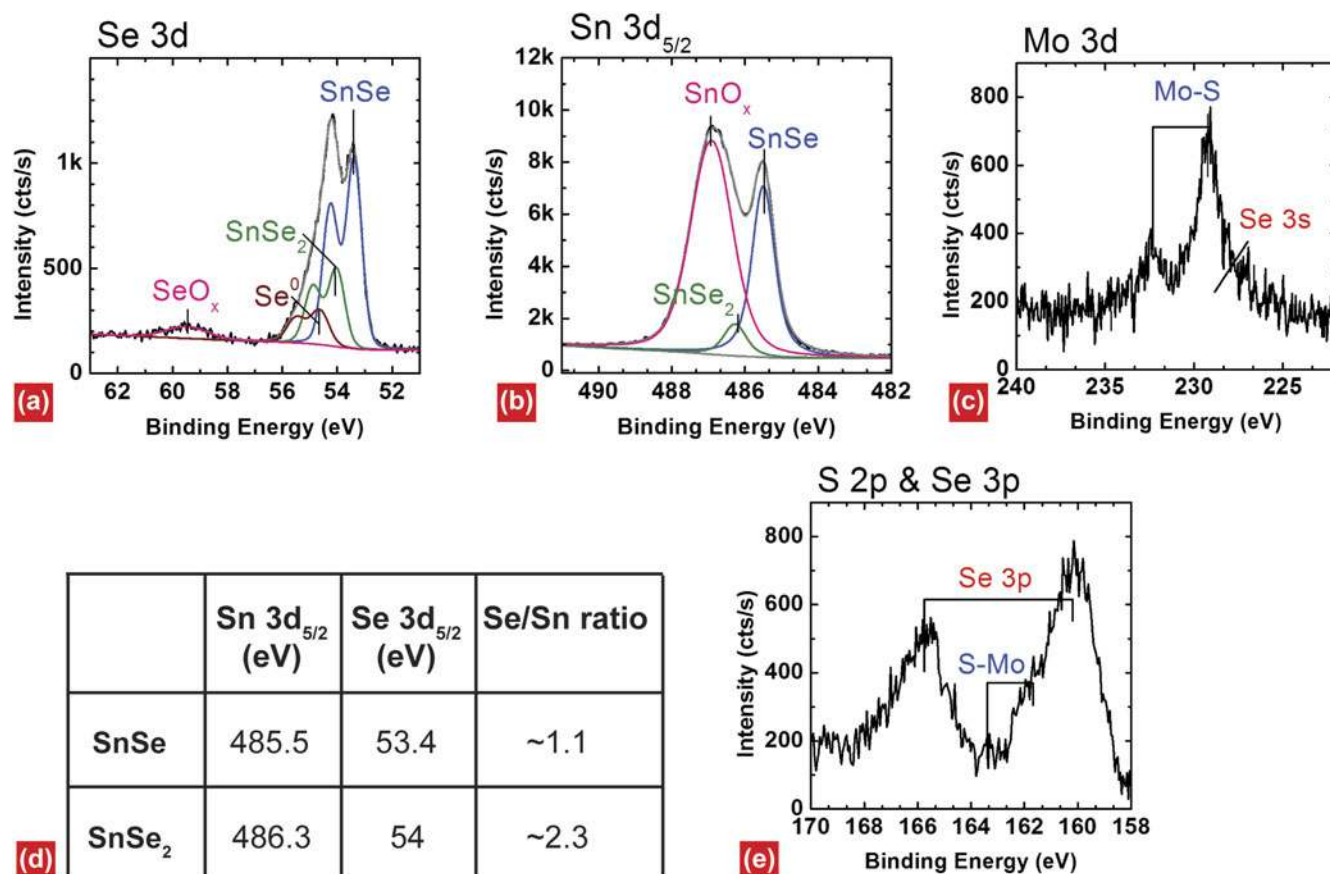 Se 3d
Intensity (cts/s)
1k
500
0
SnSe
SnSe2
Se0
SeOx
62 60 58 56 54 52
Binding Energy (eV)
(a)
Sn 3d5/2
Intensity (cts/s)
12k
10k
8k
6k
4k
2k
0
SnOx
SnSe
SnSe2
490 488 486 484 482
Binding Energy (eV)
(b)
Mo 3d
Intensity (cts/s)
800
600
400
200
0
Mo-S
Se 3s
240 235 230 225
Binding Energy (eV)
(c)
Sn 3d5/2 (eV) Se 3d5/2 (eV) Se/Sn ratio
SnSe 485.5 53.4 ~1.1
SnSe2 486.3 54 ~2.3
(d)
S 2p & Se 3p
Intensity (cts/s)
800
600
400
200
0
Se 3p
S-Mo
170 168 166 164 162 160 158
Binding Energy (eV)
(e)